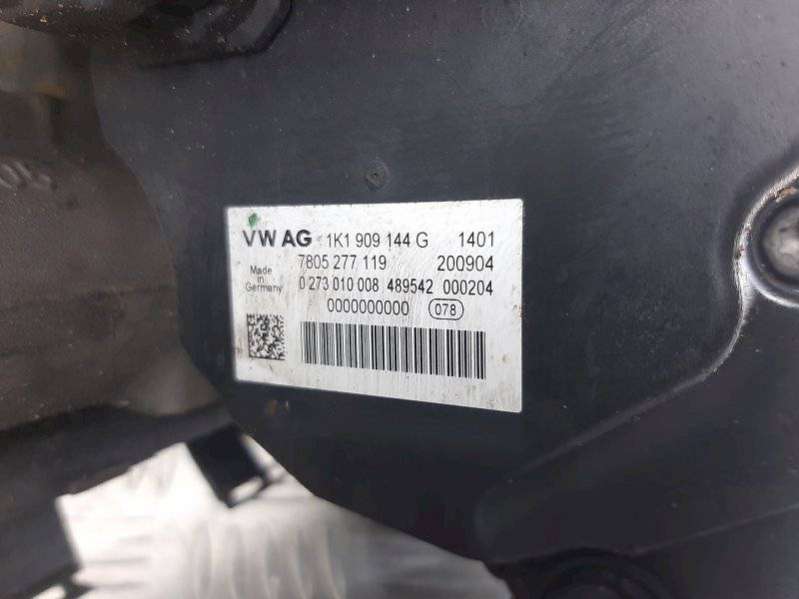 VW AG 1K1 909 144 G 1401
7805 277 119 200904
Made in Germany
0 273 010 008 489542 000204
0000000000 078